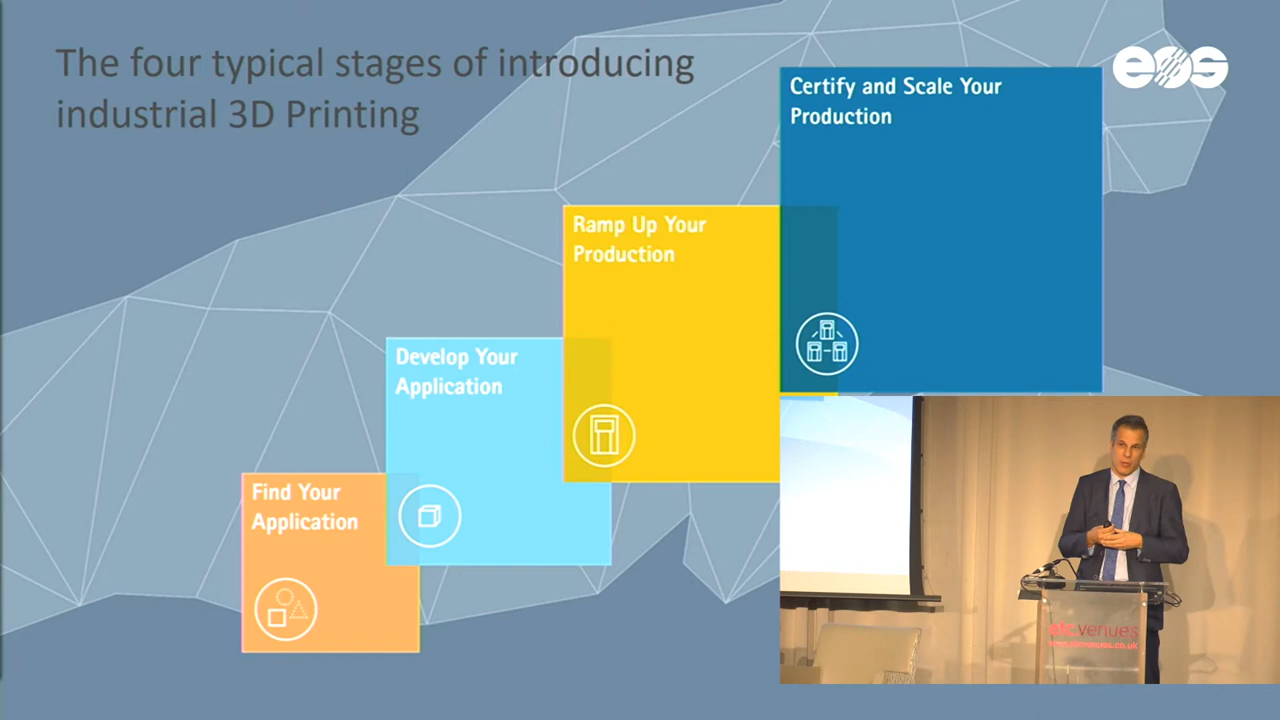 The four typical stages of introducing
industrial 3D Printing
eos
Certify and Scale Your
Production
Ramp Up Your
Production
Develop Your
Application
Find Your
Application
etc.venues